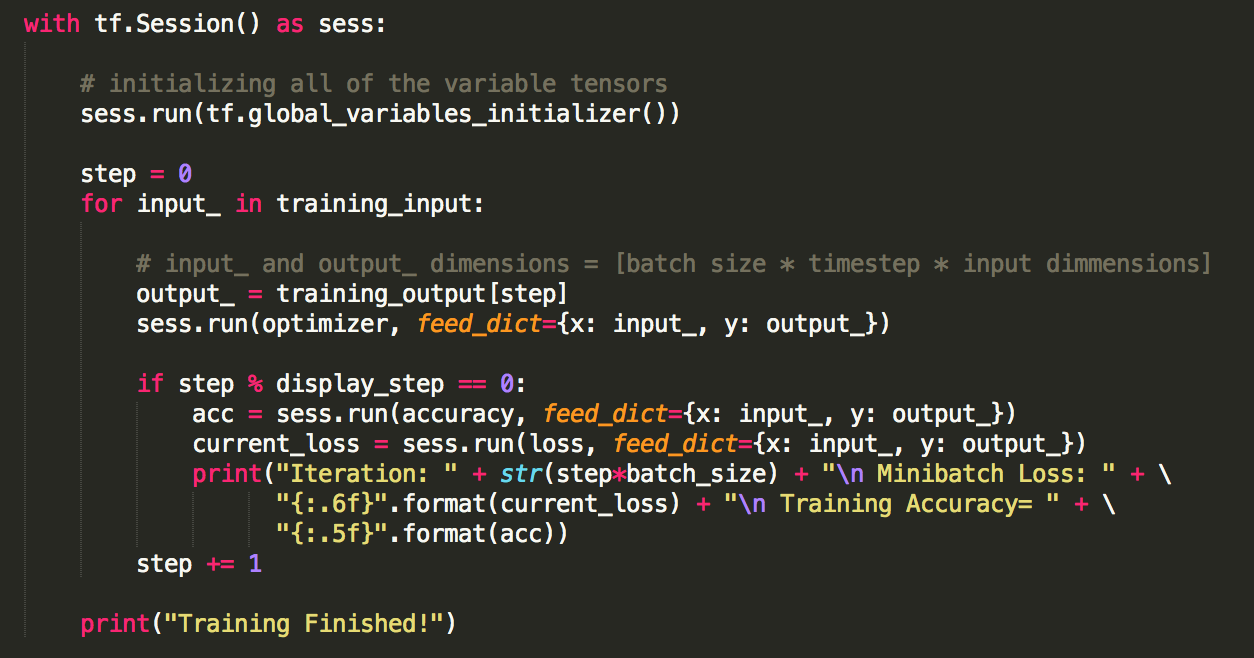 with tf.Session() as sess:
# initializing all of the variable tensors
sess.run(tf.global_variables_initializer())
step = 0
for input_ in training_input:
# input_ and output_ dimensions = [batch size * timestep * input dimmensions]
output_ = training_output[step]
sess.run(optimizer, feed_dict={x: input_, y: output_})
if step % display_step == 0:
acc = sess.run(accuracy, feed_dict={x: input_, y: output_})
current_loss = sess.run(loss, feed_dict={x: input_, y: output_})
print("Iteration: " + str(step*batch_size) + "\n Minibatch Loss: " + \
"{:.6f}".format(current_loss) + "\n Training Accuracy= " + \
"{:.5f}".format(acc))
step += 1
print("Training Finished!")